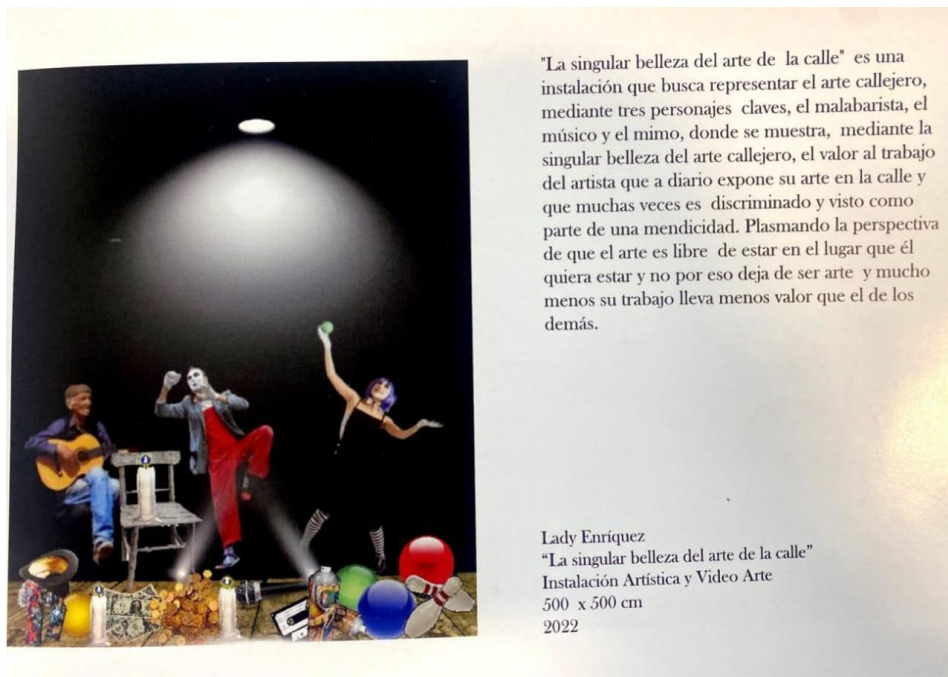 "La singular belleza del arte de la calle" es una
instalación que busca representar el arte callejero,
mediante tres personajes claves, el malabarista, el
músico y el mimo, donde se muestra, mediante la
singular belleza del arte callejero, el valor al trabajo
del artista que a diario expone su arte en la calle y
que muchas veces es discriminado y visto como
parte de una mendicidad. Plasmando la perspectiva
de que el arte es libre de estar en el lugar que él
quiera estar y no por eso deja de ser arte y mucho
menos su trabajo lleva menos valor que el de los
demás.
Lady Enríquez
“La singular belleza del arte de la calle”
Instalación Artística y Video Arte
500 x 500 cm
2022